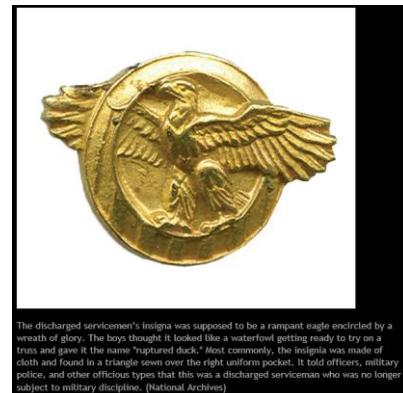 The discharged servicemen's insigna was supposed to be a rampant eagle encircled by a
wreath of glory. The boys thought it looked like a waterfowl getting ready to try on a
truss and gave it the name "ruptured duck." Most commonly, the insignia was made of
cloth and found in a triangle sewn over the right uniform pocket. It told officers, military
police, and other officious types that this was a discharged serviceman who was no longer
subject to military discipline. (National Archives)